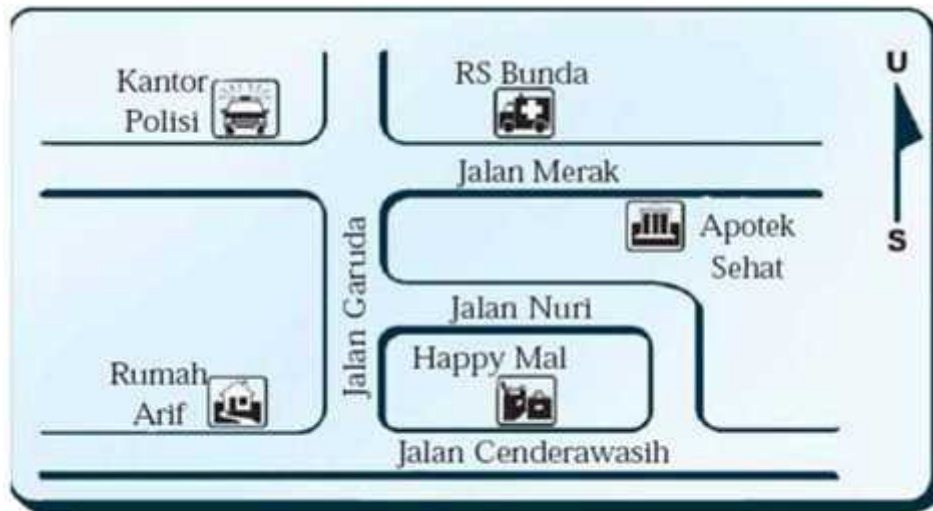 Kantor
Polisi
RS Bunda
U
Jalan Merak
S
Apotek
Sehat
Jalan Garuda
Jalan Nuri
Rumah
Arif
Happy Mal
Jalan Cenderawasih